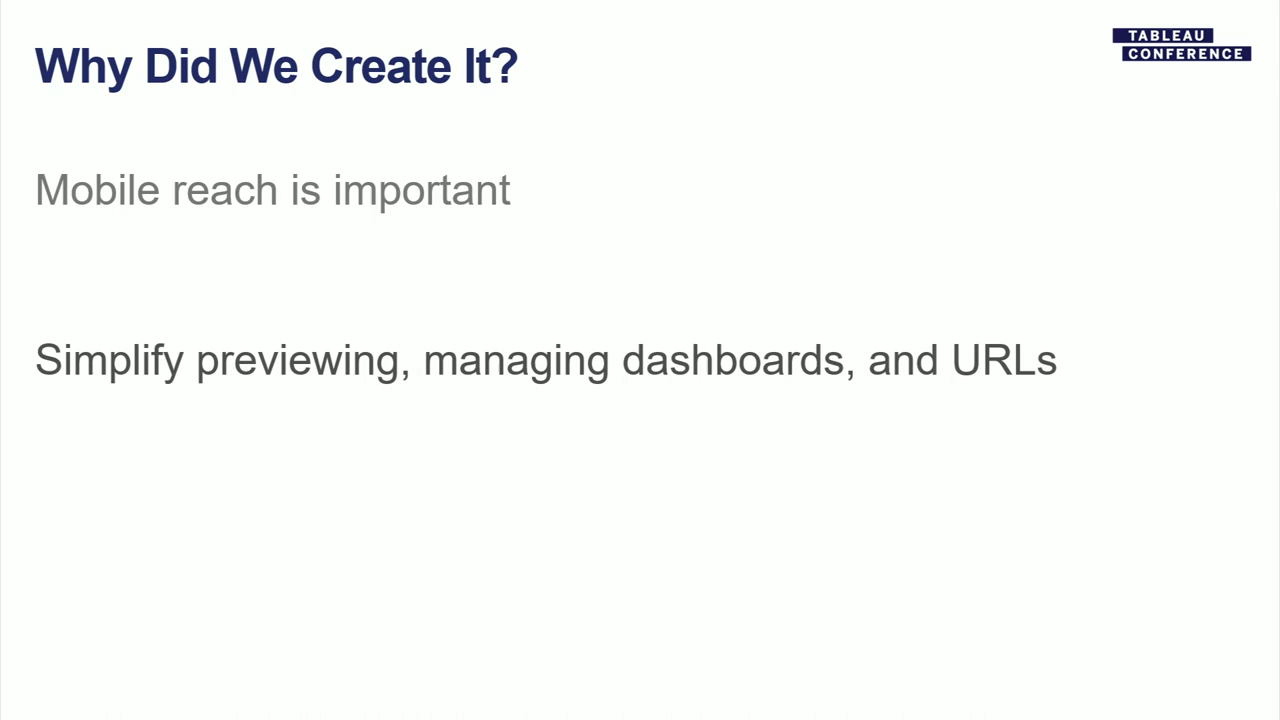 Why Did We Create It?
TABLEAU
CONFERENCE
Mobile reach is important
Simplify previewing, managing dashboards, and URLs